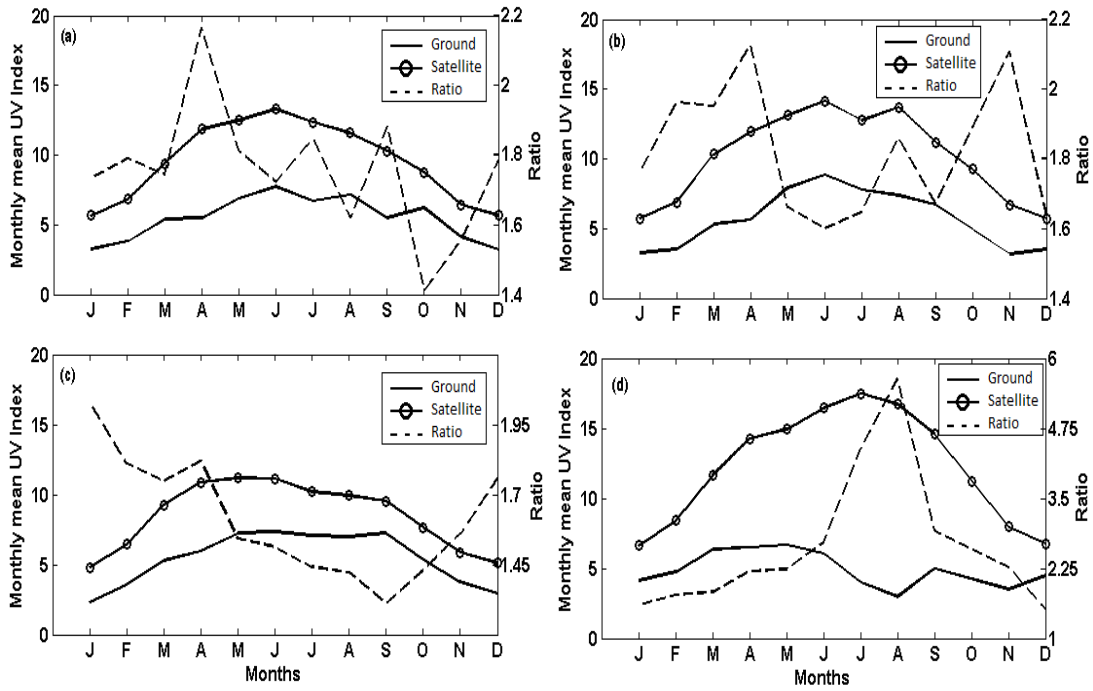 (a)
Ground
Satellite
Ratio
Monthly mean UV Index
20
15
10
5
0
2.2
2
1.8
1.6
1.4
Ratio
J F M A M J J A S O N D
(b)
Ground
Satellite
Ratio
Monthly mean UV Index
20
15
10
5
0
2.2
2
1.8
1.6
1.4
Ratio
J F M A M J J A S O N D
(c)
Ground
Satellite
Ratio
Monthly mean UV Index
20
15
10
5
0
1.95
1.7
1.45
Ratio
J F M A M J J A S O N D
Months
(d)
Ground
Satellite
Ratio
Monthly mean UV Index
20
15
10
5
0
6
4.75
3.5
2.25
1
Ratio
J F M A M J J A S O N D
Months